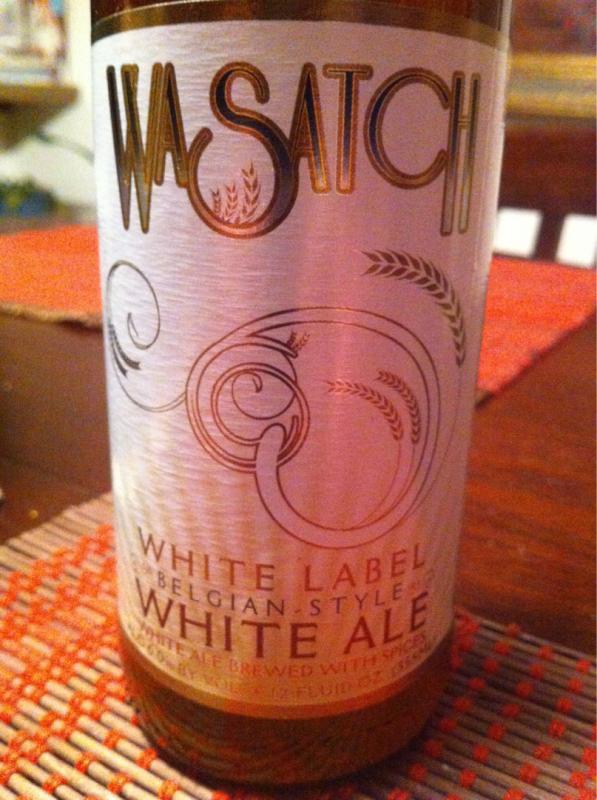 WASATCH
WHITE LABEL
BELGIAN-STYLE
WHITE ALE
WHITE ALE BREWED WITH SPICES
BY VOL. • 12 FLUID OZ.